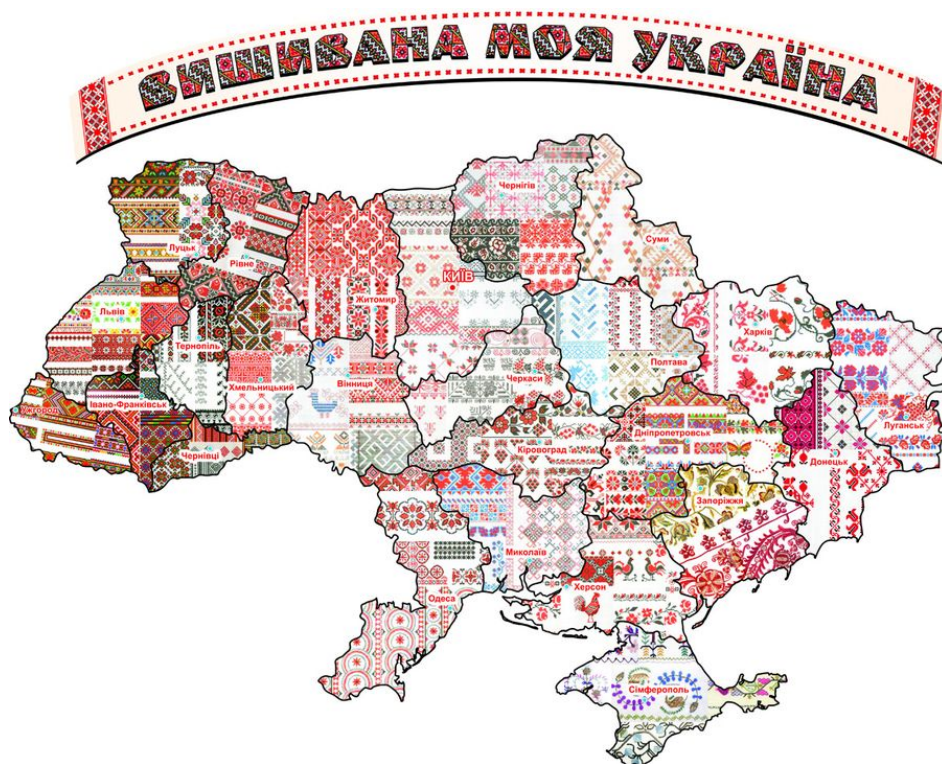 ВИШИВАНА МОЯ УКРАЇНА
Чернігів
Суми
Луцьк
Рівне
КИЇВ
Житомир
Львів
Харків
Тернопіль
Полтава
Хмельницький
Вінниця
Черкаси
Івано-Франківськ
Ужгород
Дніпропетровськ
Луганськ
Чернівці
Кіровоград
Донецьк
Запоріжжи
Миколаїв
Херсон
Одеса
Сімферополь